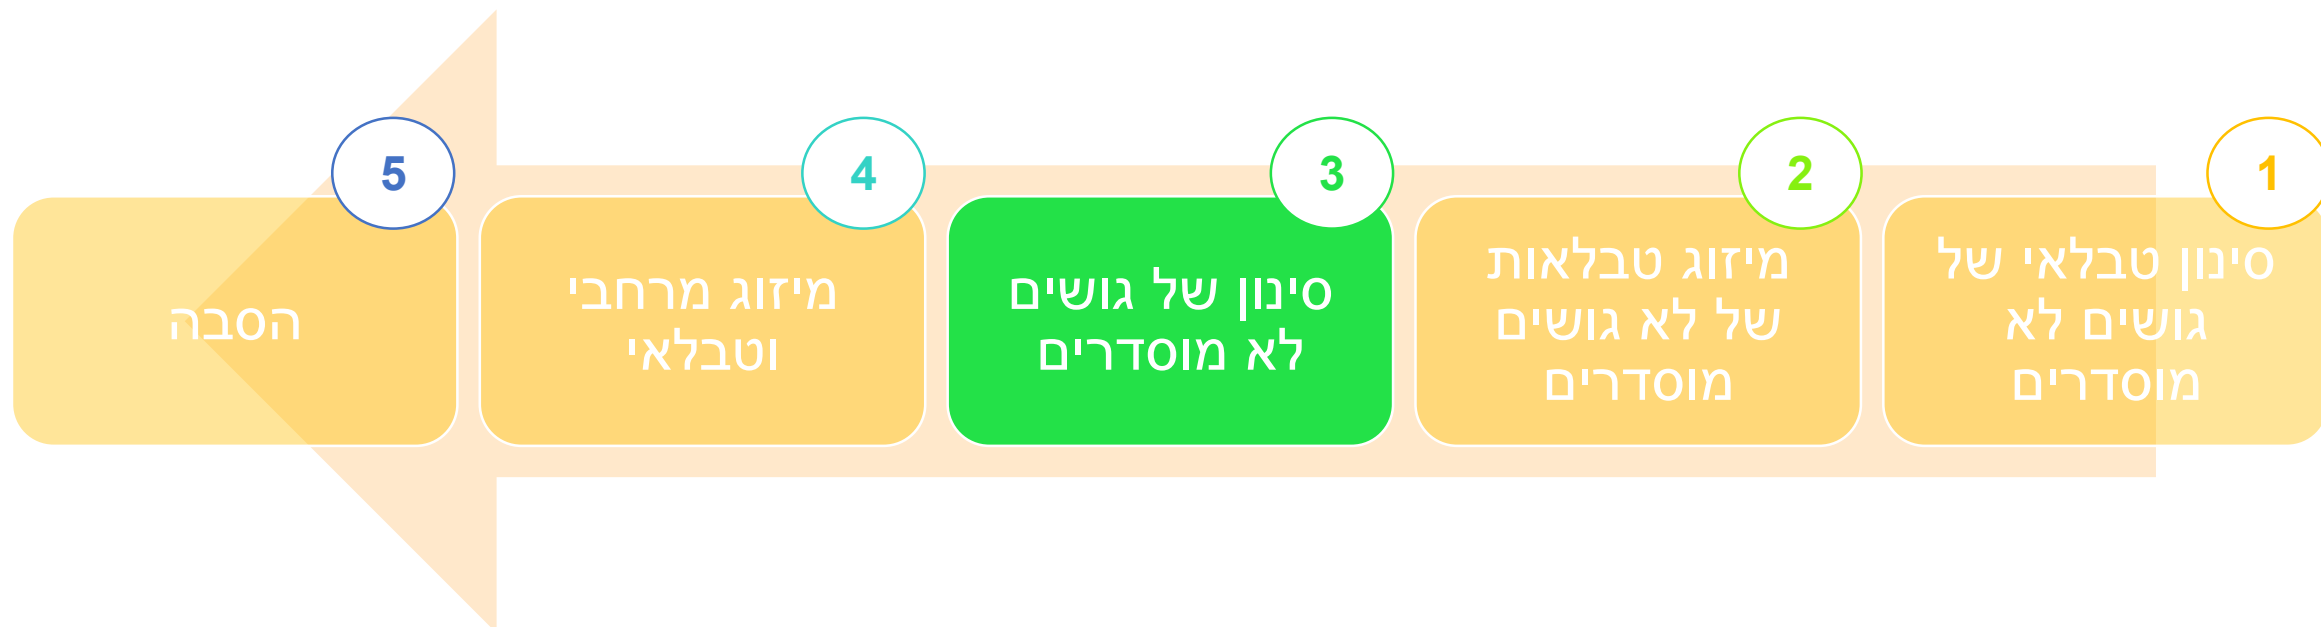 1
סינון טבלאי של
גושים לא
מוסדרים
2
מיזוג טבלאות
של לא גושים
מוסדרים
3
סינון של גושים
לא מוסדרים
4
מיזוג מרחבי
וטבלאי
5
הסבה